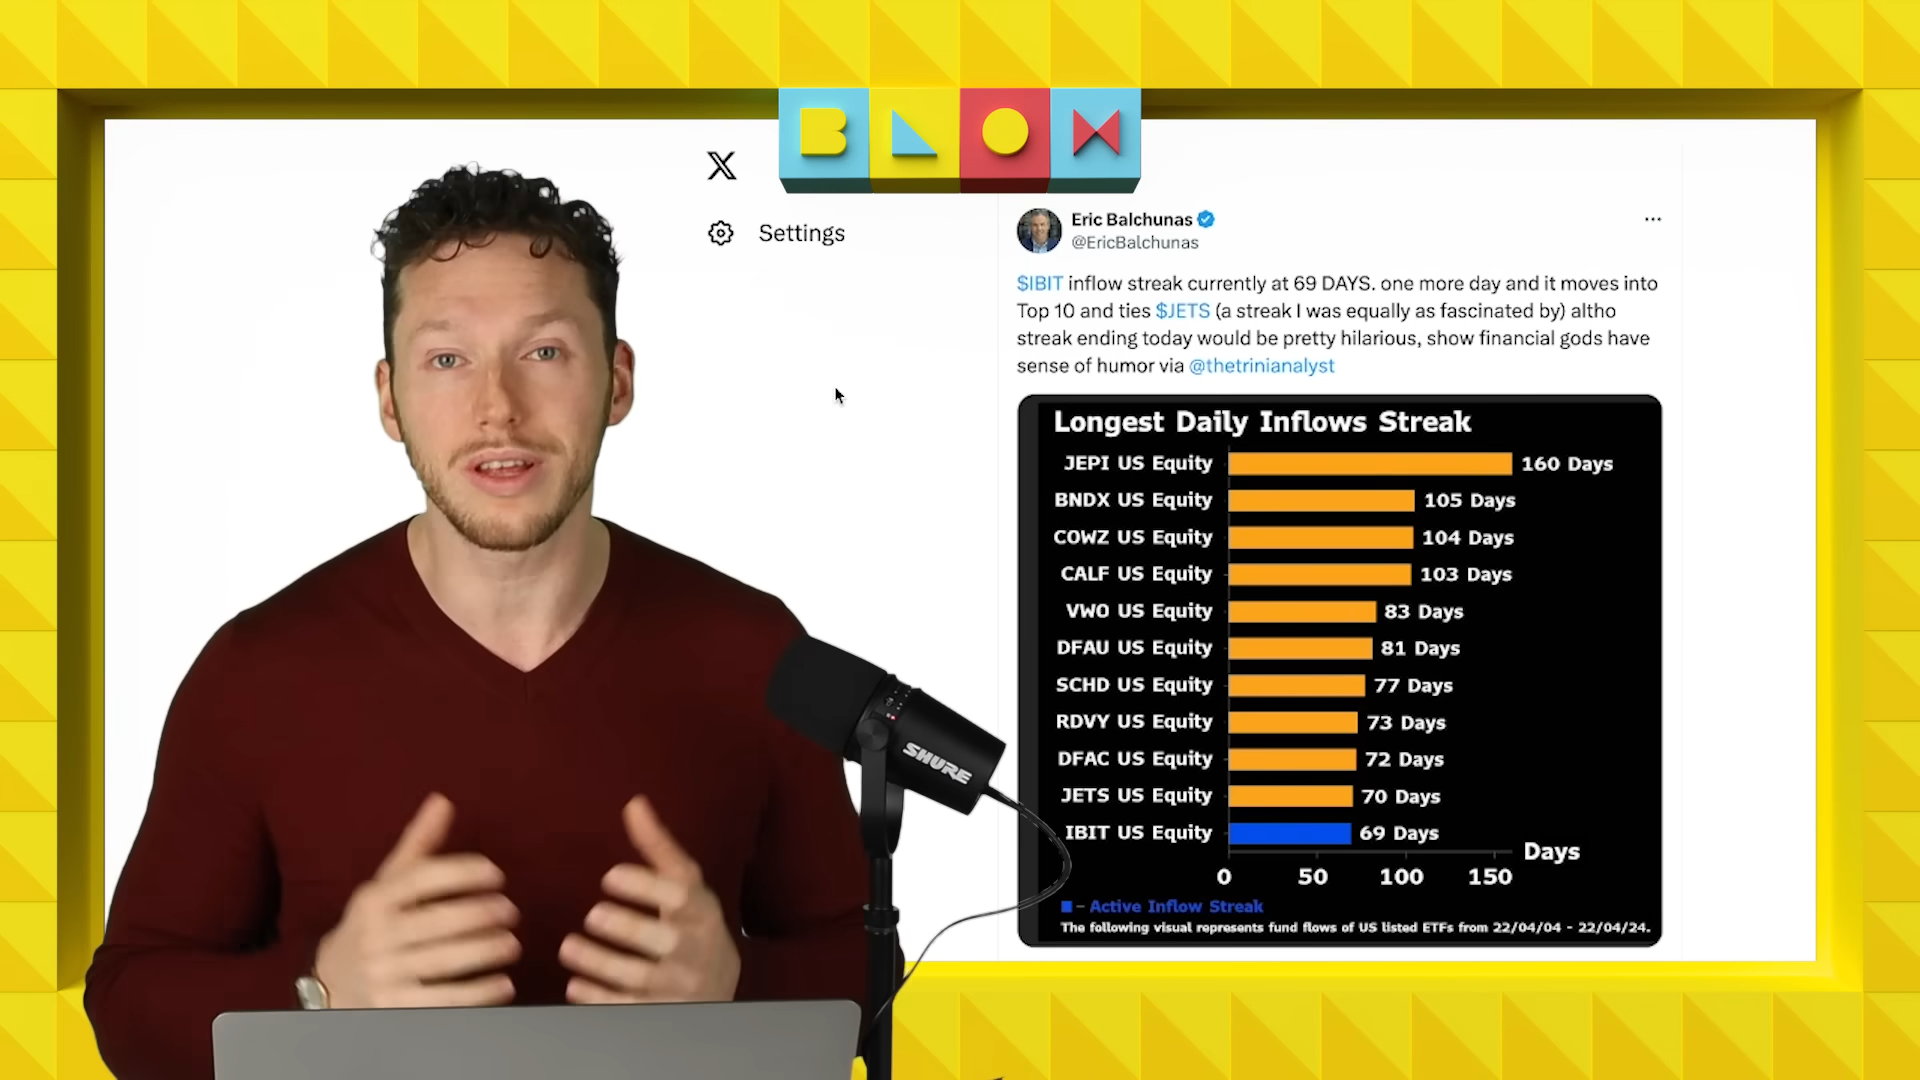 BLOX
X
Settings
Eric Balchunas
@EricBalchunas
$IBIT inflow streak currently at 69 DAYS. one more day and it moves into
Top 10 and ties $JETS (a streak I was equally as fascinated by) altho
streak ending today would be pretty hilarious, show financial gods have
sense of humor via @thetrinianalyst
Longest Daily Inflows Streak
JEPI US Equity 160 Days
BNDX US Equity 105 Days
COWZ US Equity 104 Days
CALF US Equity 103 Days
VWO US Equity 83 Days
DFAU US Equity 81 Days
SCHD US Equity 77 Days
RDVY US Equity 73 Days
DFAC US Equity 72 Days
JETS US Equity 70 Days
IBIT US Equity 69 Days
Days
0 50 100 150
- Active Inflow Streak
The following visual represents fund flows of US listed ETFs from 22/04/04 - 22/04/24.
SHURE